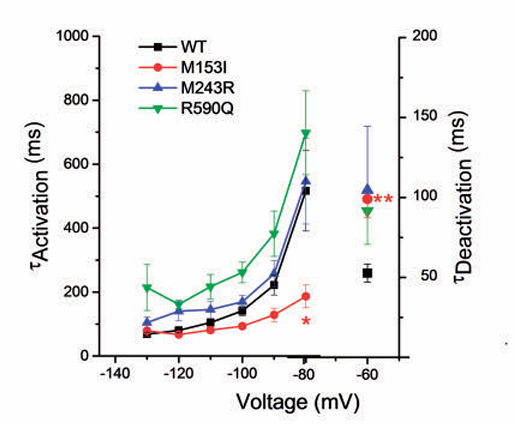 1000
800
600
400
200
0
τActivation (ms)
WT
M153I
M243R
R590Q
200
150
100
50
τDeactivation (ms)
**
*
-140
-120
-100
-80
-60
Voltage (mV)